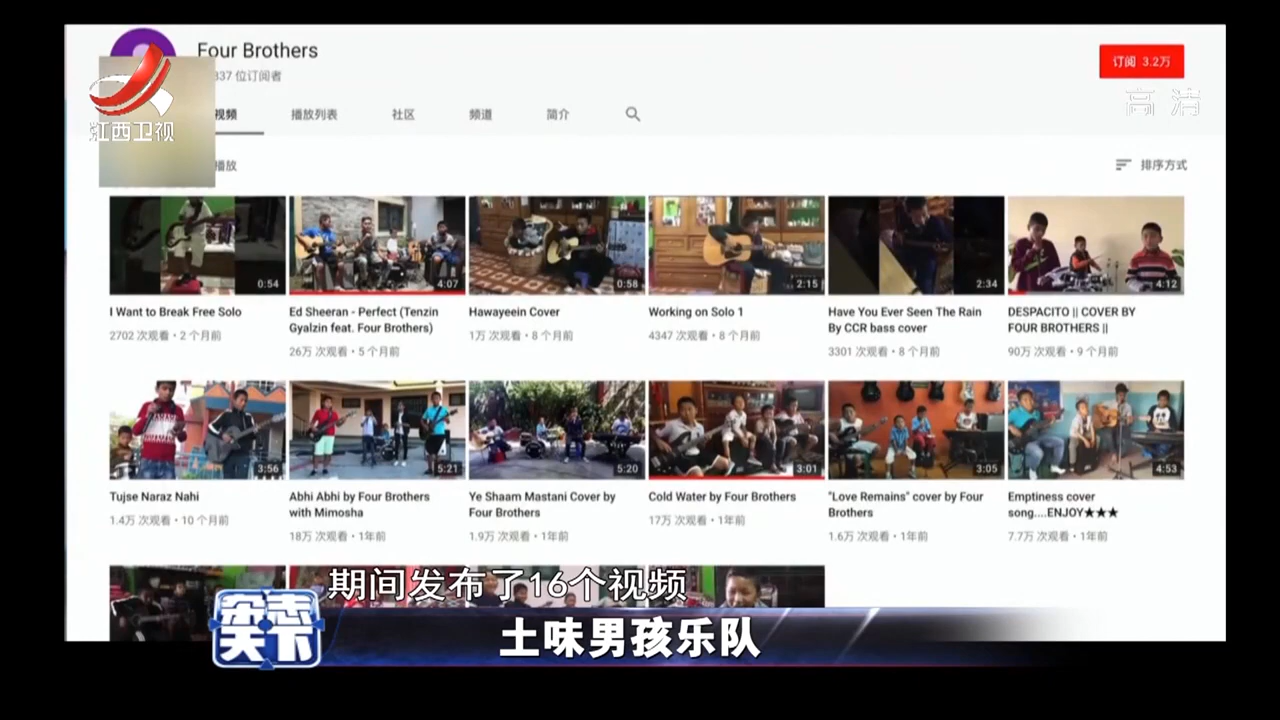 Four Brothers
337 位订阅者
订阅 3.2万
高清
江西卫视
视频
播放列表
社区
频道
简介
播放
排序方式
0:54
4:07
0:58
2:15
2:34
4:12
I Want to Break Free Solo
2702 次观看 • 2 个月前
Ed Sheeran - Perfect (Tenzin
Gyalzin feat. Four Brothers)
26万 次观看 • 5 个月前
Hawayeein Cover
1万 次观看 • 8 个月前
Working on Solo 1
4347 次观看 • 8 个月前
Have You Ever Seen The Rain
By CCR bass cover
3301 次观看 • 8 个月前
DESPACITO || COVER BY
FOUR BROTHERS ||
90万 次观看 • 9 个月前
3:56
5:21
5:20
3:01
3:05
4:53
Tujse Naraz Nahi
1.4万 次观看 • 10 个月前
Abhi Abhi by Four Brothers
with Mimosha
18万 次观看 • 1年前
Ye Shaam Mastani Cover by
Four Brothers
1.9万 次观看 • 1年前
Cold Water by Four Brothers
17万 次观看 • 1年前
"Love Remains" cover by Four
Brothers
1.6万 次观看 • 1年前
Emptiness cover
song....ENJOY★★★
7.7万 次观看 • 1年前
期间发布了16个视频
杂志
天下
土味男孩乐队